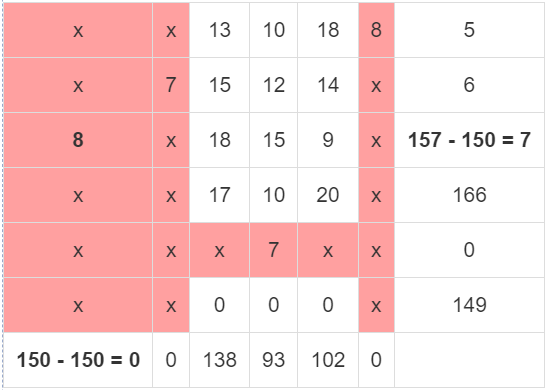 x x 13 10 18 8 5
x 7 15 12 14 x 6
8 x 18 15 9 x 157 - 150 = 7
x x 17 10 20 x 166
x x x 7 x x 0
x x 0 0 0 x 149
150 - 150 = 0 0 138 93 102 0